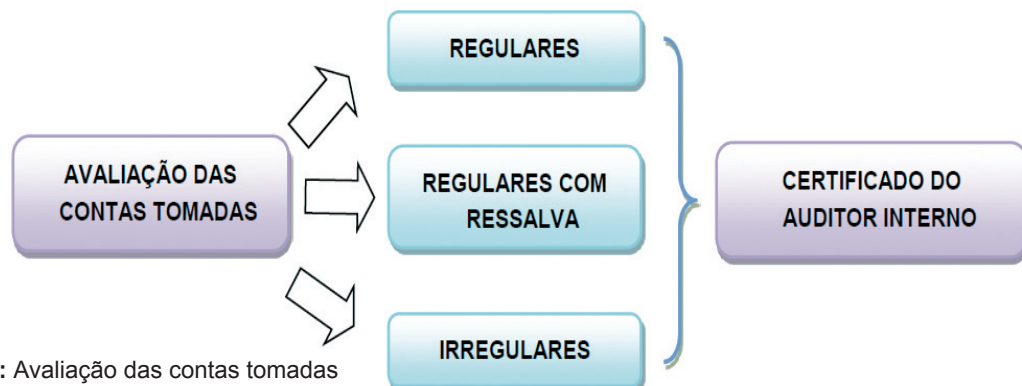 REGULARES
AVALIAÇÃO DAS
CONTAS TOMADAS
REGULARES COM
RESSALVA
CERTIFICADO DO
AUDITOR INTERNO
IRREGULARES
: Avaliação das contas tomadas